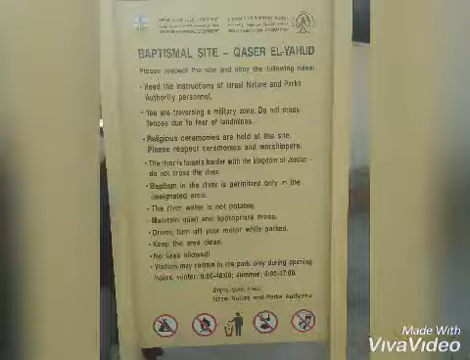 BAPTISMAL SITE - QASER EL-YAHUD
Please respect the site and obey the following rules:
• Heed the instructions of Israel Nature and Parks
Authority personnel.
• You are traversing a military zone. Do not cross
fences due to fear of landmines.
• Religious ceremonies are held at the site.
Please respect ceremonies and worshippers.
• The river is Israel's border with the kingdom of Jordan -
do not cross the river.
• Baptism in the river is permitted only in the
designated area.
• The river water is not potable.
• Maintain quiet and appropriate dress.
• Driver, turn off your motor while parked.
• Keep the area clean.
• No fires allowed!
• Visitors may remain in the park only during opening
hours: winter: 8:00-16:00; summer: 8:00-17:00.
Enjoy your visit,
Israel Nature and Parks Authority
Made With
VivaVideo